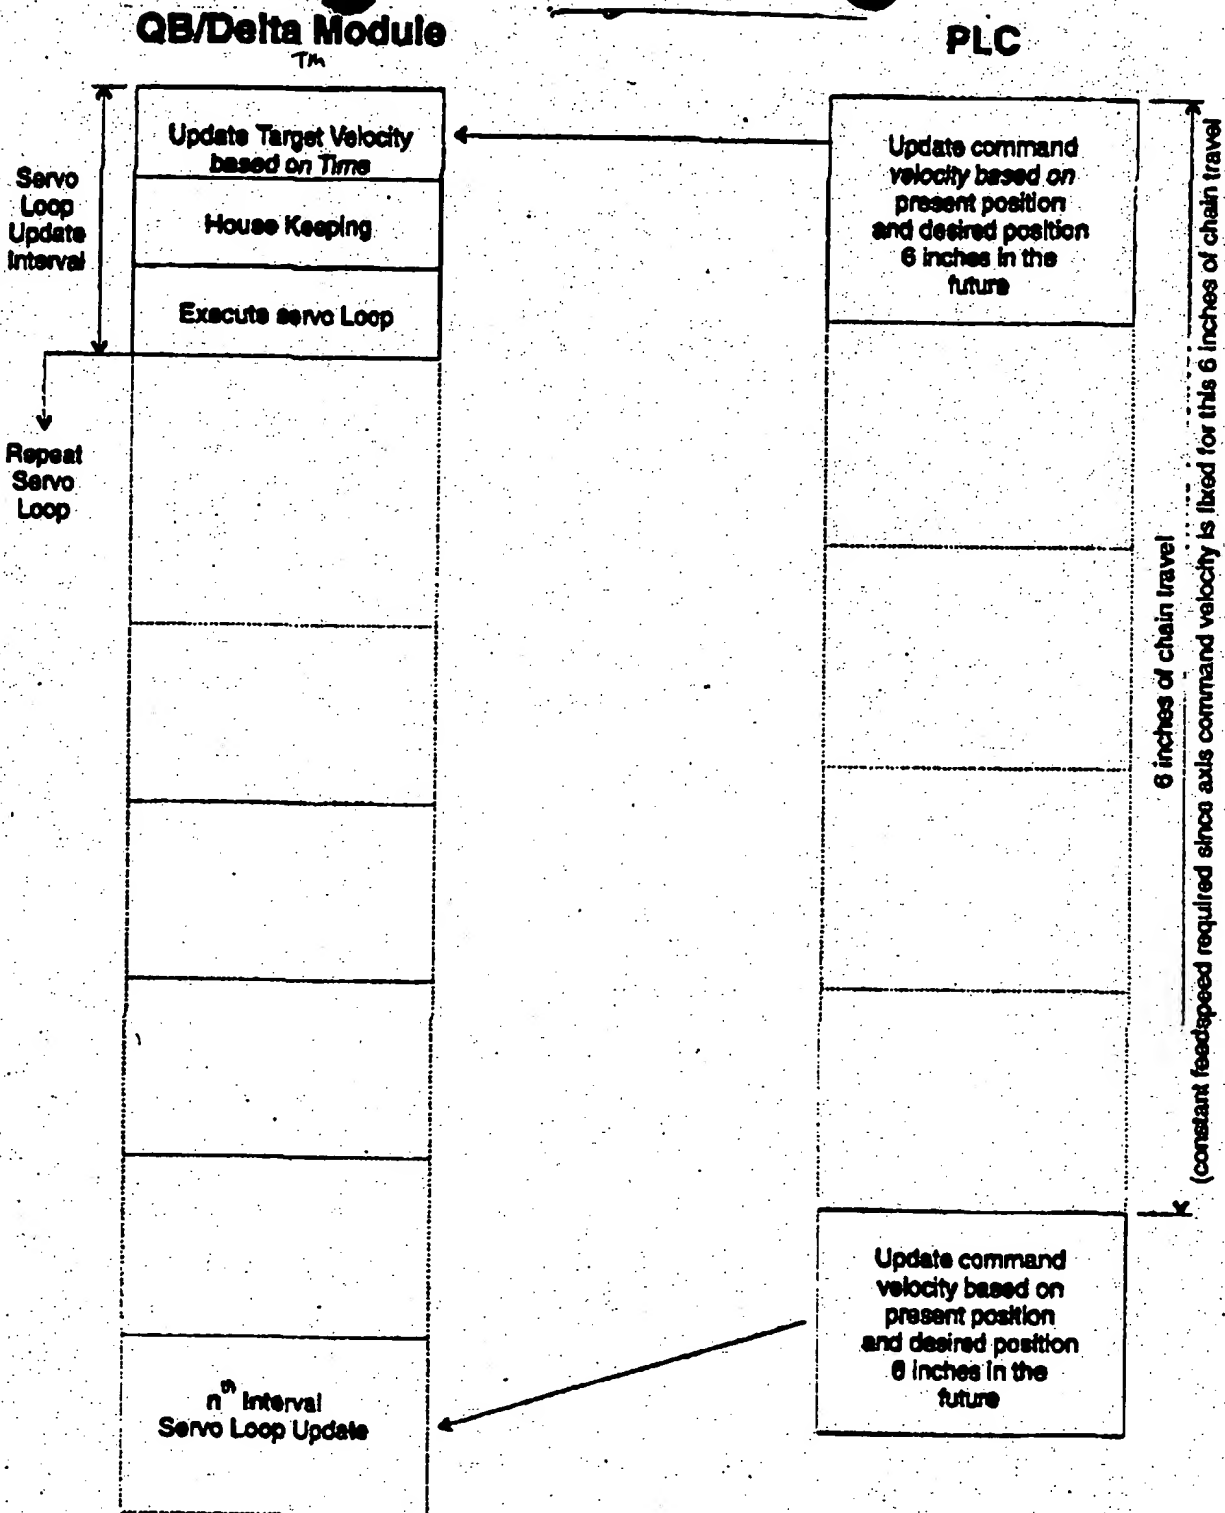 QB/Delta Module
TM
PLC
Update Target Velocity
based on Time
House Keeping
Execute servo Loop
Servo
Loop
Update
Interval
Repeat
Servo
Loop
Update command
velocity based on
present position
and desired position
6 inches in the
future
6 inches of chain travel
(constant feedspeed required since axis command velocity is fixed for this 6 inches of chain travel
Update command
velocity based on
present position
and desired position
6 inches in the
future
nth Interval
Servo Loop Update